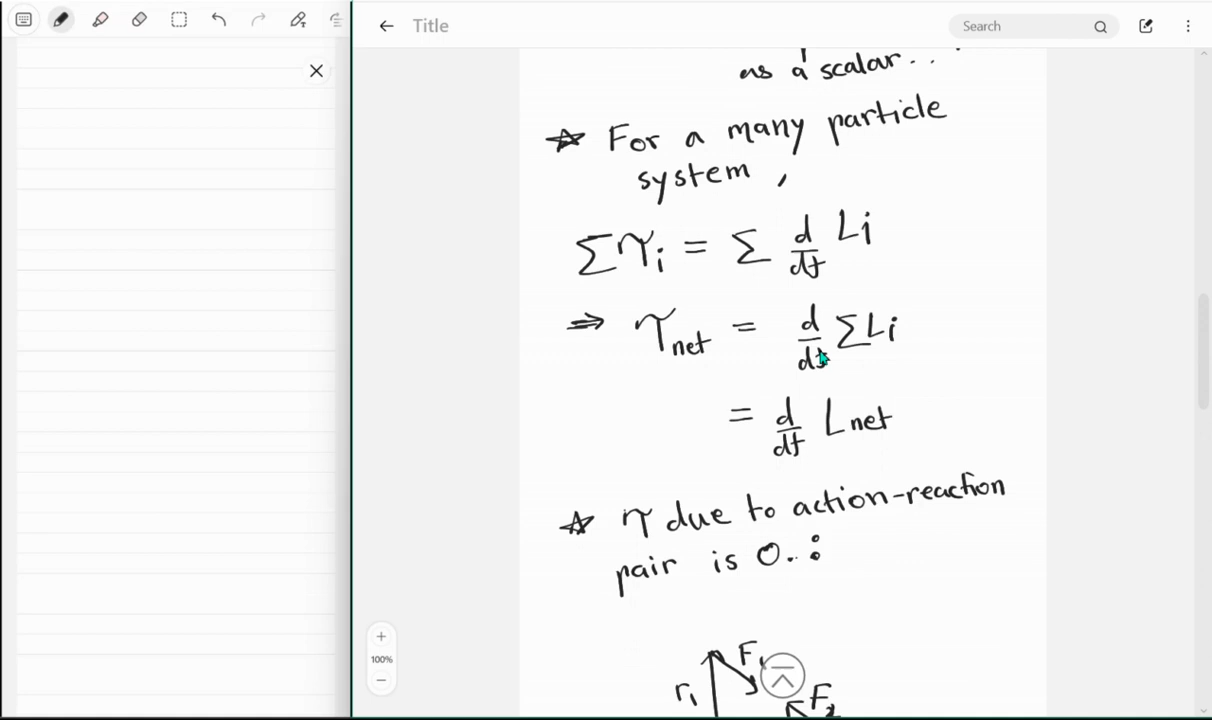 Title
Search
as a scalar..
☆ For a many particle
system,
Στi = Σ d/dt Li
⇒ τnet = d/dt ΣLi
= d/dt Lnet
☆ τ due to action-reaction
pair is 0.:
F1
r1
F2
100%